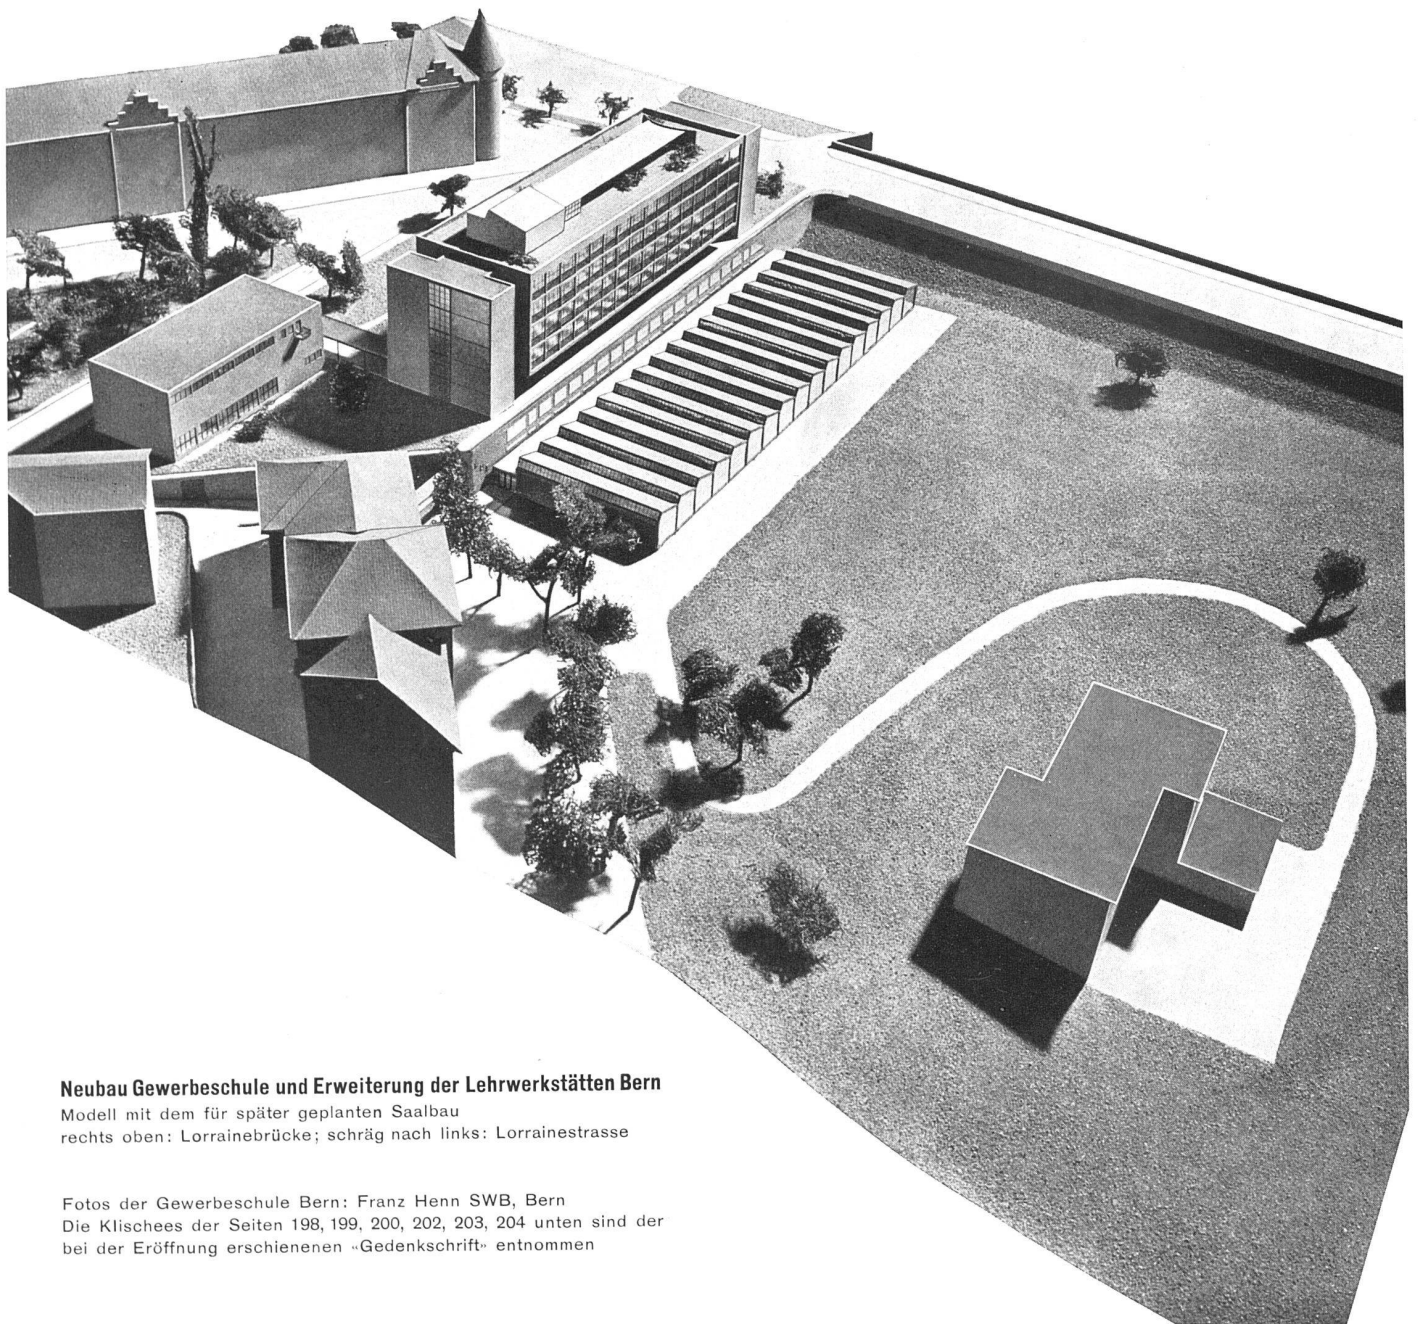 Neubau Gewerbeschule und Erweiterung der Lehrwerkstätten Bern
Modell mit dem für später geplanten Saalbau
rechts oben: Lorrainebrücke; schräg nach links: Lorrainestrasse
Fotos der Gewerbeschule Bern: Franz Henn SWB, Bern
Die Klischees der Seiten 198, 199, 200, 202, 203, 204 unten sind der
bei der Eröffnung erschienenen «Gedenkschrift» entnommen